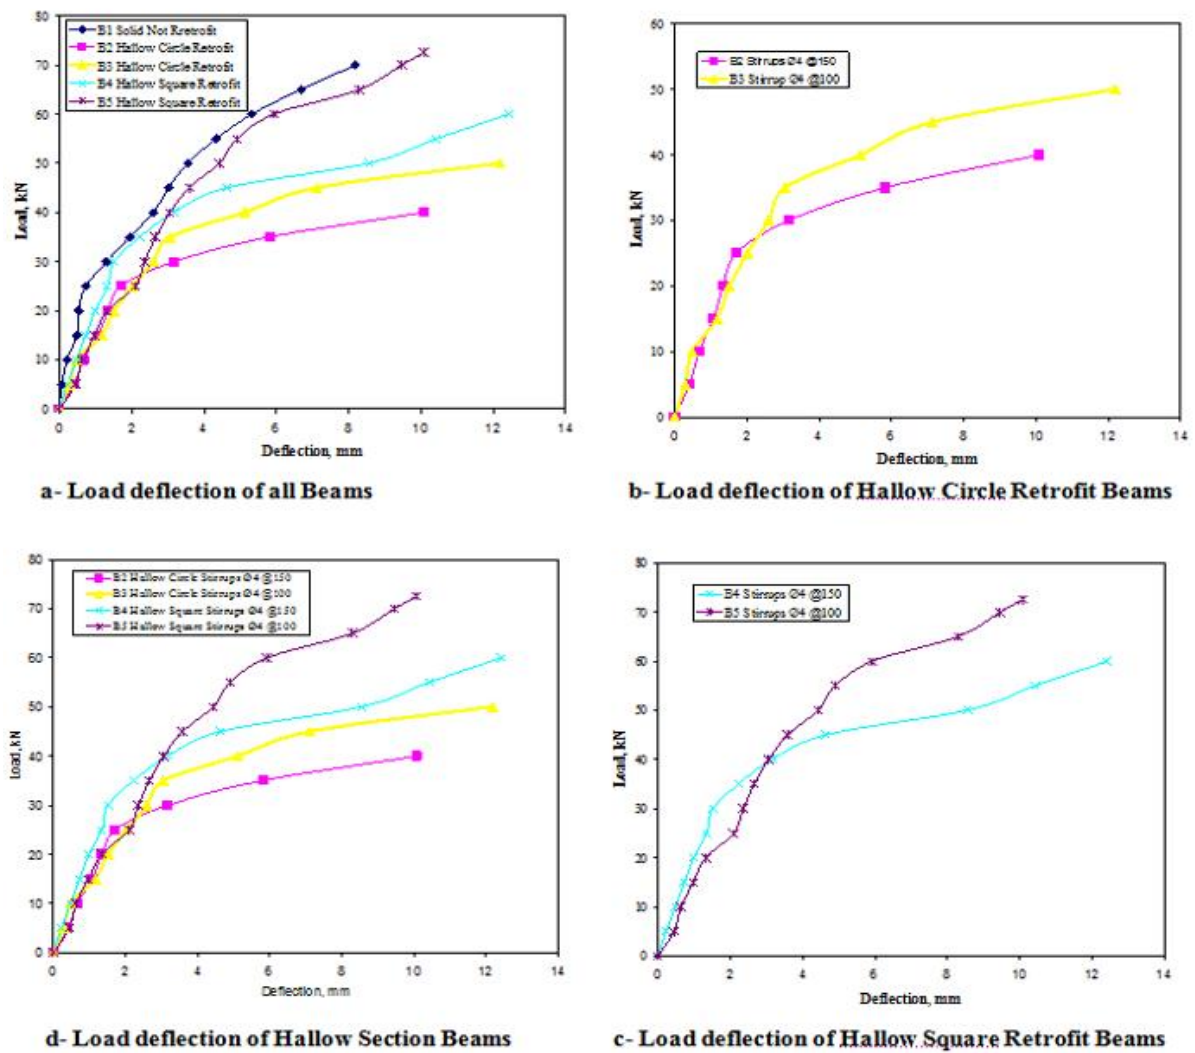 B1 Solid Not Rretrofit
B2 Hallow Circle Retrofit
B3 Hallow Circle Retrofit
B4 Hallow Square Retrofit
B5 Hallow Square Retrofit
80
70
60
50
40
30
20
10
0
Load, kN
0 2 4 6 8 10 12 14
Deflection, mm
a- Load deflection of all Beams
B2 Stirrups Ø4 @150
B3 Stirrup Ø4 @100
60
50
40
30
20
10
0
Load, kN
0 2 4 6 8 10 12 14
Deflection, mm
b- Load deflection of Hallow Circle Retrofit Beams
B2 Hallow Circle Stirrups Ø4 @150
B3 Hallow Circle Stirrups Ø4 @100
B4 Hallow Square Stirrups Ø4 @150
B5 Hallow Square Stirrups Ø4 @100
80
70
60
50
40
30
20
10
0
Load, kN
0 2 4 6 8 10 12 14
Deflection, mm
d- Load deflection of Hallow Section Beams
B4 Stirrups Ø4 @150
B5 Stirrups Ø4 @100
80
70
60
50
40
30
20
10
0
Load, kN
0 2 4 6 8 10 12 14
Deflection, mm
c- Load deflection of Hallow Square Retrofit Beams